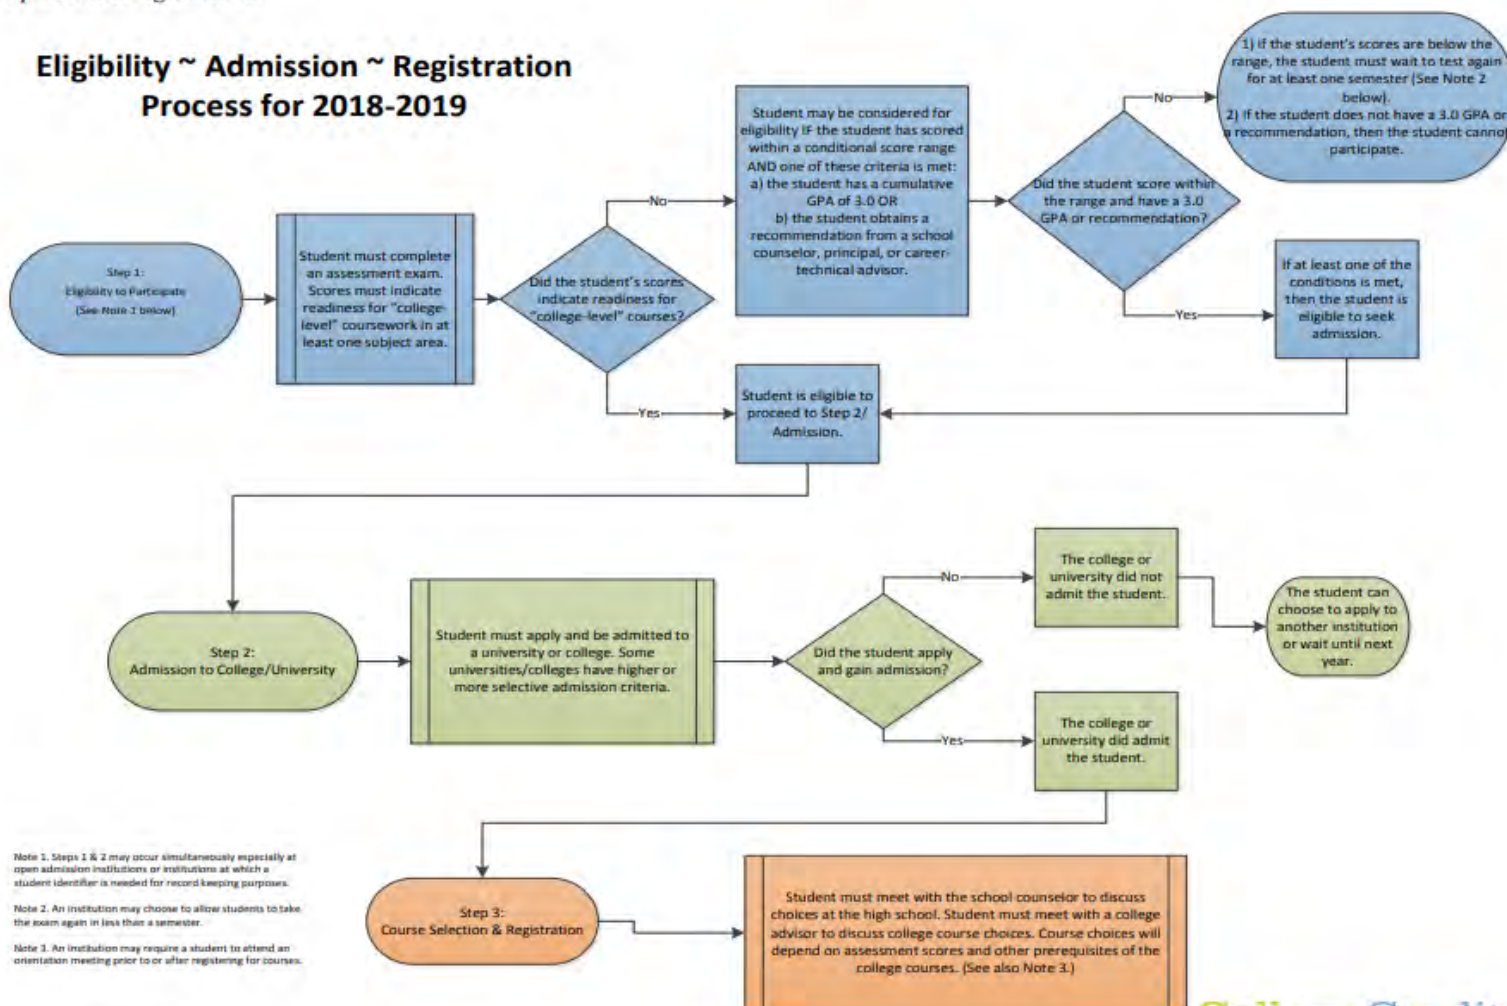 Eligibility ~ Admission ~ Registration
Process for 2018-2019
Step 1:
Eligibility to Participate
(See Note 1 below)
Student must complete
an assessment exam.
Scores must indicate
readiness for "college-
level" coursework in at
least one subject area.
Did the student's scores
indicate readiness for
"college-level" courses?
No
Yes
Student may be considered for
eligibility IF the student has scored
within a conditional score range
AND one of these criteria is met:
a) the student has a cumulative
GPA of 3.0 OR
b) the student obtains a
recommendation from a school
counselor, principal, or career-
technical advisor.
Did the student score within
the range and have a 3.0
GPA or recommendation?
No
Yes
1) if the student's scores are below the
range, the student must wait to test again
for at least one semester (See Note 2
below).
2) If the student does not have a 3.0 GPA or
a recommendation, then the student cannot
participate.
If at least one of the
conditions is met,
then the student is
eligible to seek
admission.
Student is eligible to
proceed to Step 2/
Admission.
Step 2:
Admission to College/University
Student must apply and be admitted to
a university or college. Some
universities/colleges have higher or
more selective admission criteria.
Did the student apply
and gain admission?
No
Yes
The college or
university did not
admit the student.
The student can
choose to apply to
another institution
or wait until next
year.
The college or
university did admit
the student.
Step 3:
Course Selection & Registration
Student must meet with the school counselor to discuss
choices at the high school. Student must meet with a college
advisor to discuss college course choices. Course choices will
depend on assessment scores and other prerequisites of the
college courses. (See also Note 3.)
Note 1. Steps 1 & 2 may occur simultaneously especially at
open admission institutions or institutions at which a
student identifier is needed for record keeping purposes.
Note 2. An institution may choose to allow students to take
the exam again in less than a semester.
Note 3. An institution may require a student to attend an
orientation meeting prior to or after registering for courses.